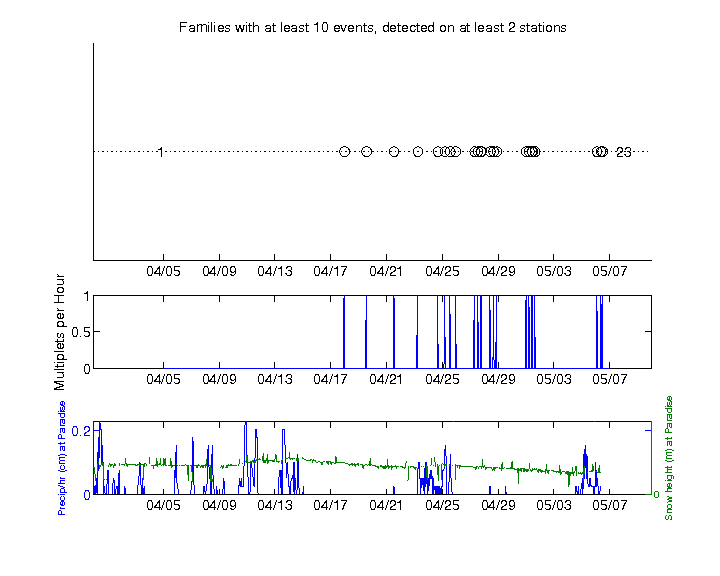 Families with at least 10 events, detected on at least 2 stations
1 23
04/05 04/09 04/13 04/17 04/21 04/25 04/29 05/03 05/07
Multiplets per Hour
1
0.5
0
04/05 04/09 04/13 04/17 04/21 04/25 04/29 05/03 05/07
Precip/hr (cm) at Paradise
0.2
0
Snow height (m) at Paradise
0
04/05 04/09 04/13 04/17 04/21 04/25 04/29 05/03 05/07